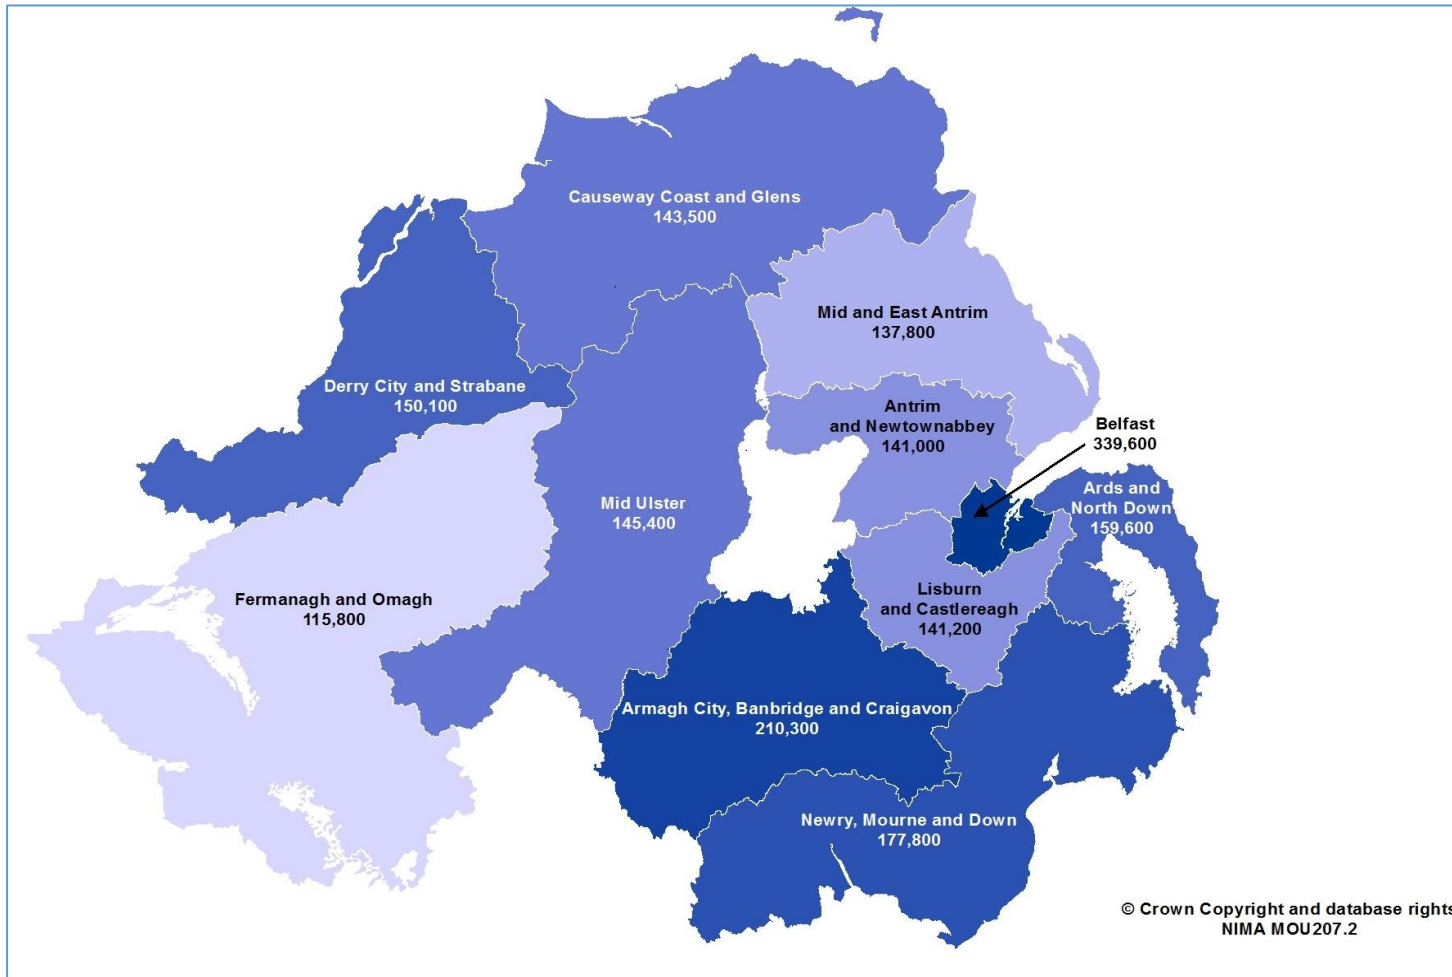 Causeway Coast and Glens
143,500
Mid and East Antrim
137,800
Derry City and Strabane
150,100
Antrim
and Newtownabbey
141,000
Belfast
339,600
Ards and
North Down
159,600
Mid Ulster
145,400
Fermanagh and Omagh
115,800
Lisburn
and Castlereagh
141,200
Armagh City, Banbridge and Craigavon
210,300
Newry, Mourne and Down
177,800
© Crown Copyright and database rights
NIMA MOU207.2